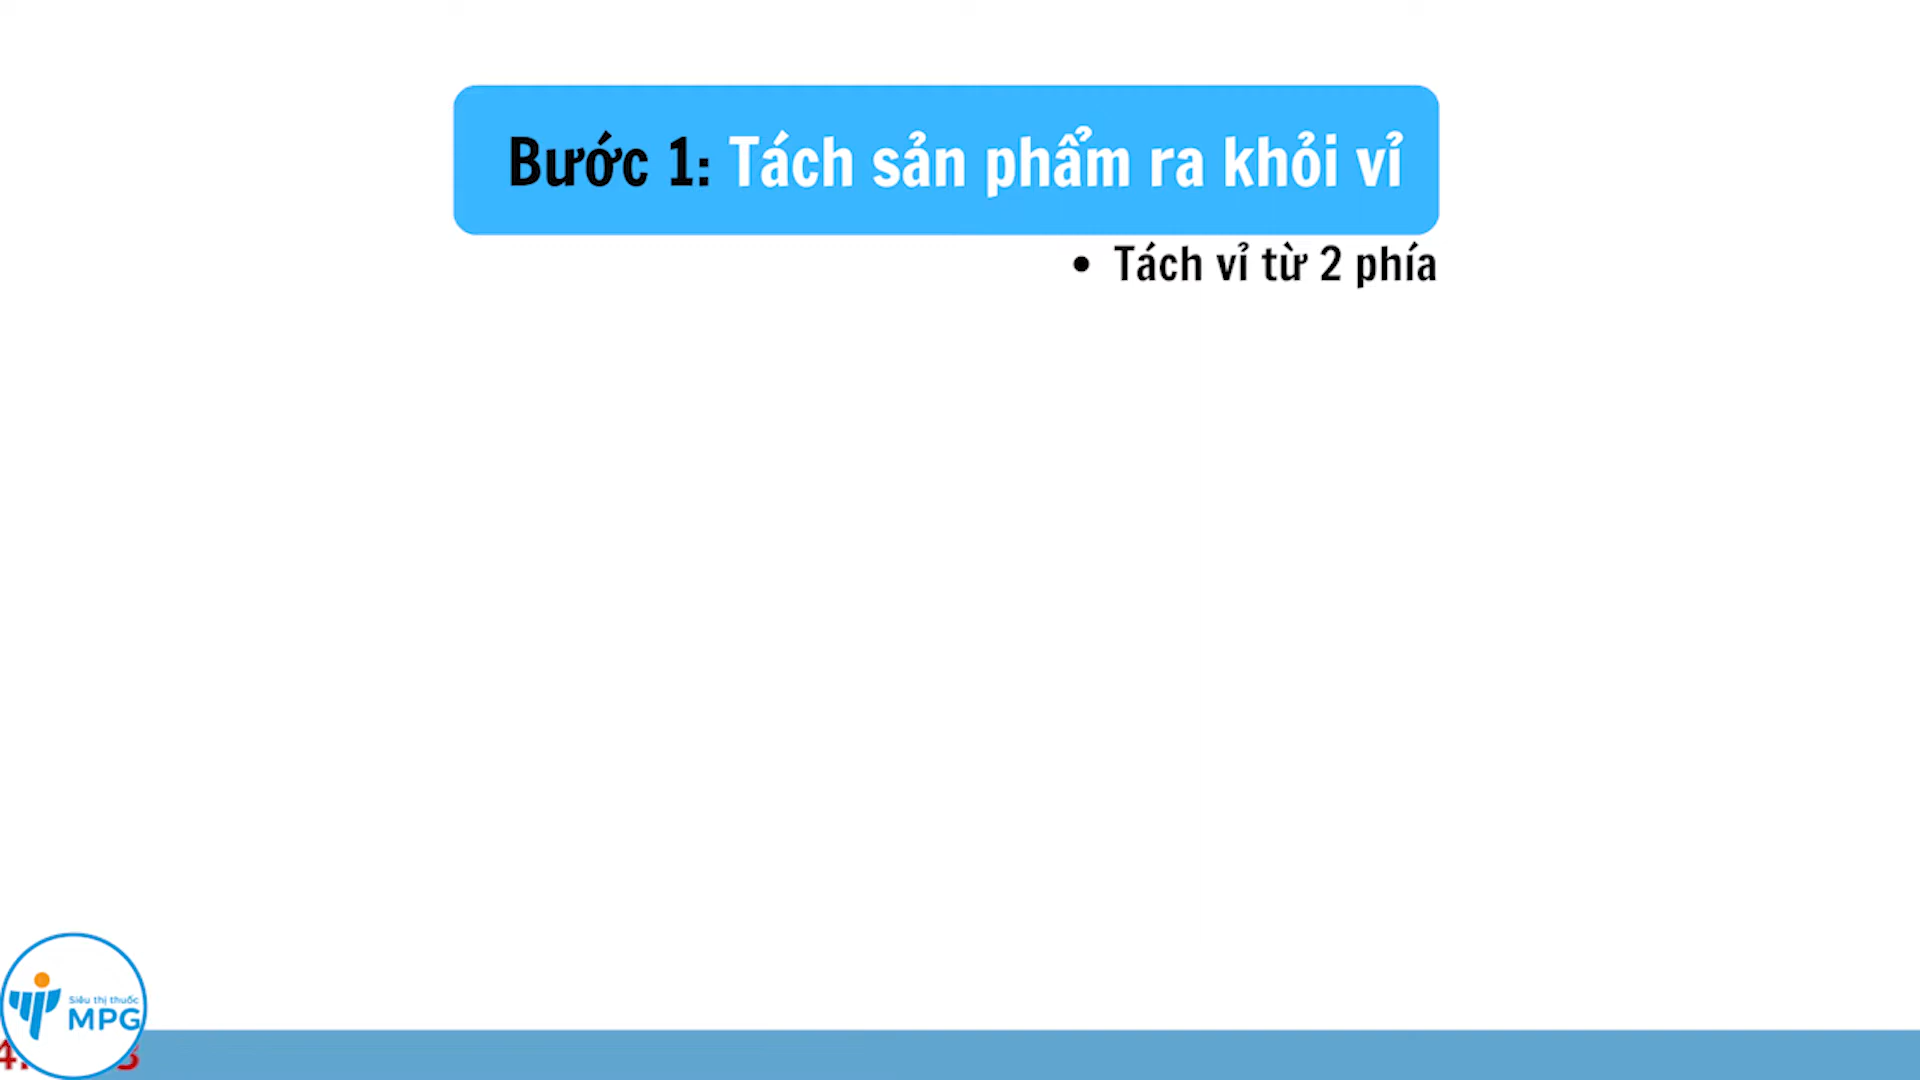 Bước 1: Tách sản phẩm ra khỏi vỉ
• Tách vỉ từ 2 phía
Siêu thị thuốc
MPG